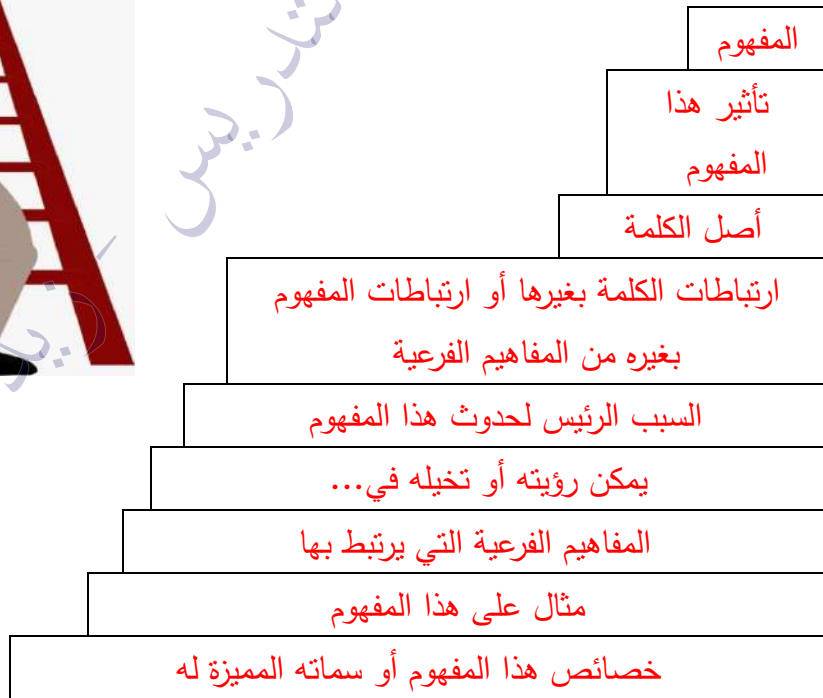 المفهوم
تأثير هذا
المفهوم
أصل الكلمة
ارتباطات الكلمة بغيرها أو ارتباطات المفهوم
بغيره من المفاهيم الفرعية
السبب الرئيس لحدوث هذا المفهوم
يمكن رؤيته أو تخيله في...
المفاهيم الفرعية التي يرتبط بها
مثال على هذا المفهوم
خصائص هذا المفهوم أو سماته المميزة له